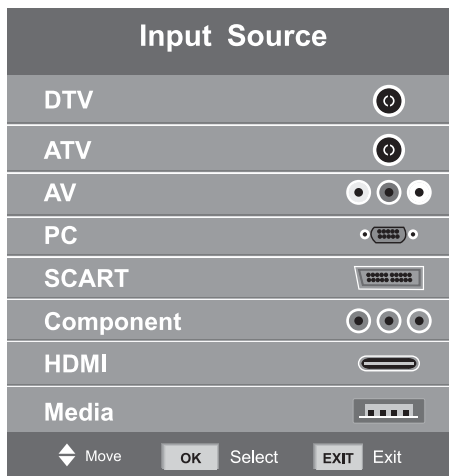 Input Source
DTV
ATV
AV
PC
SCART
Component
HDMI
Media
Move OK Select EXIT Exit